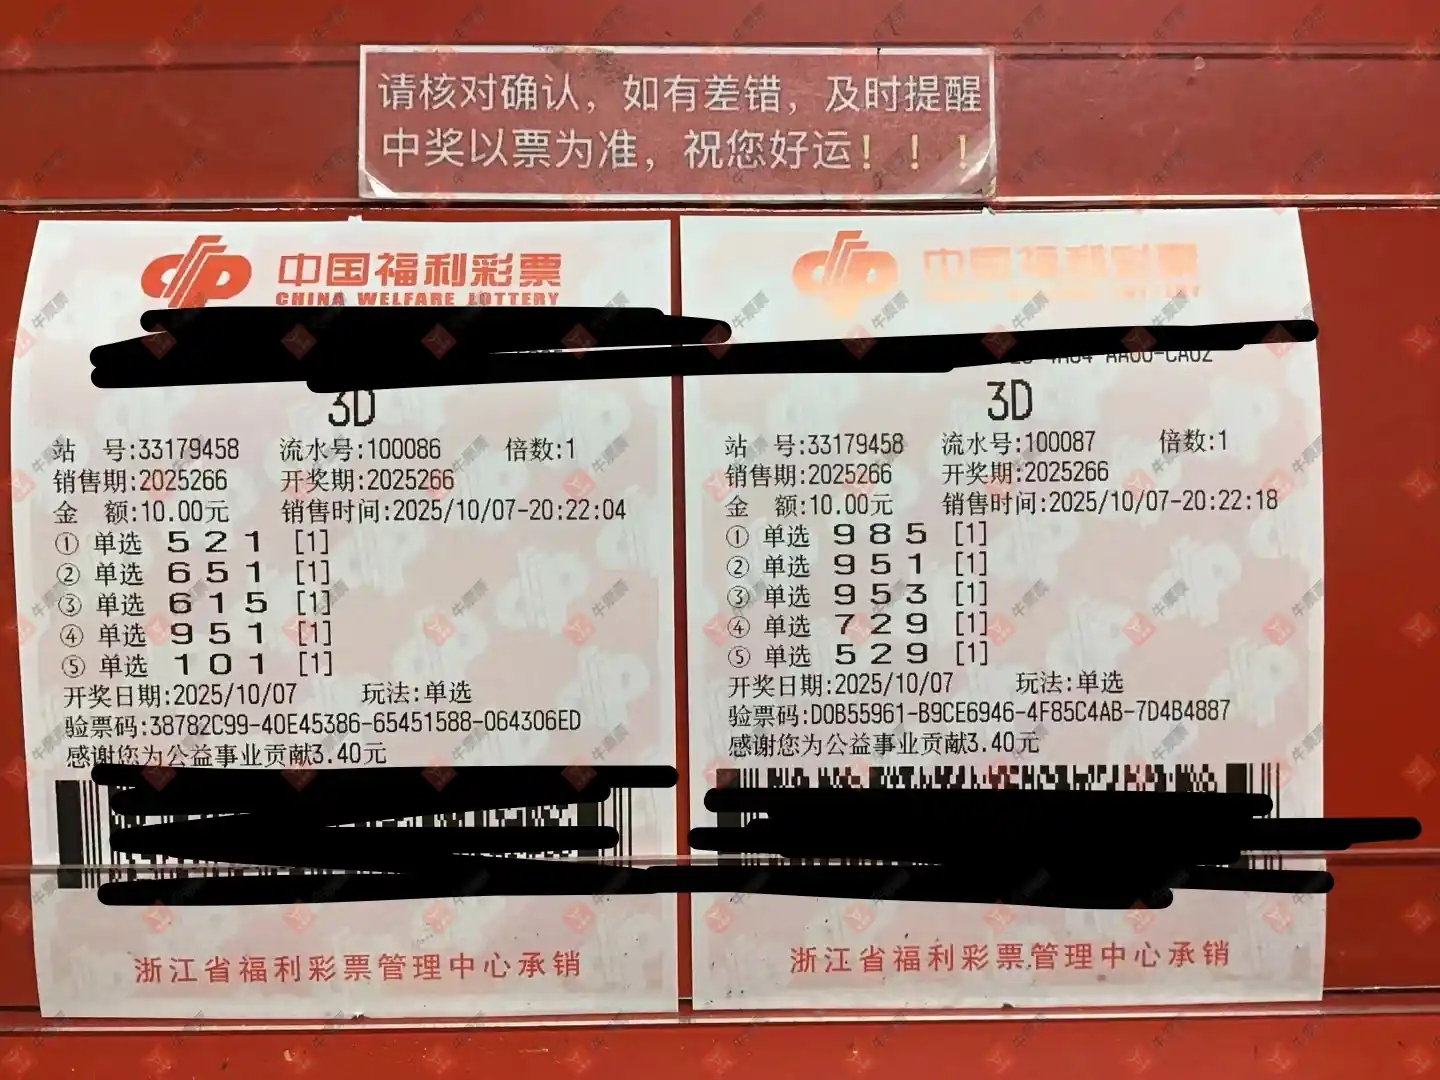 请核对确认，如有差错，及时提醒
中奖以票为准，祝您好运！！！
中国福利彩票
CHINA WELFARE LOTTERY
3D
站 号:33179458 流水号:100086 倍数:1
销售期:2025266 开奖期:2025266
金 额:10.00元 销售时间:2025/10/07-20:22:04
① 单选 5 2 1 [1]
② 单选 6 5 1 [1]
③ 单选 6 1 5 [1]
④ 单选 9 5 1 [1]
⑤ 单选 1 0 1 [1]
开奖日期:2025/10/07 玩法:单选
验票码:38782C99-40E45386-65451588-064306ED
感谢您为公益事业贡献3.40元
浙江省福利彩票管理中心承销
中国福利彩票
CHINA WELFARE LOTTERY
3D
站 号:33179458 流水号:100087 倍数:1
销售期:2025266 开奖期:2025266
金 额:10.00元 销售时间:2025/10/07-20:22:18
① 单选 9 8 5 [1]
② 单选 9 5 1 [1]
③ 单选 9 5 3 [1]
④ 单选 7 2 9 [1]
⑤ 单选 5 2 9 [1]
开奖日期:2025/10/07 玩法:单选
验票码:D0B55961-B9CE6946-4F85C4AB-7D4B4887
感谢您为公益事业贡献3.40元
浙江省福利彩票管理中心承销